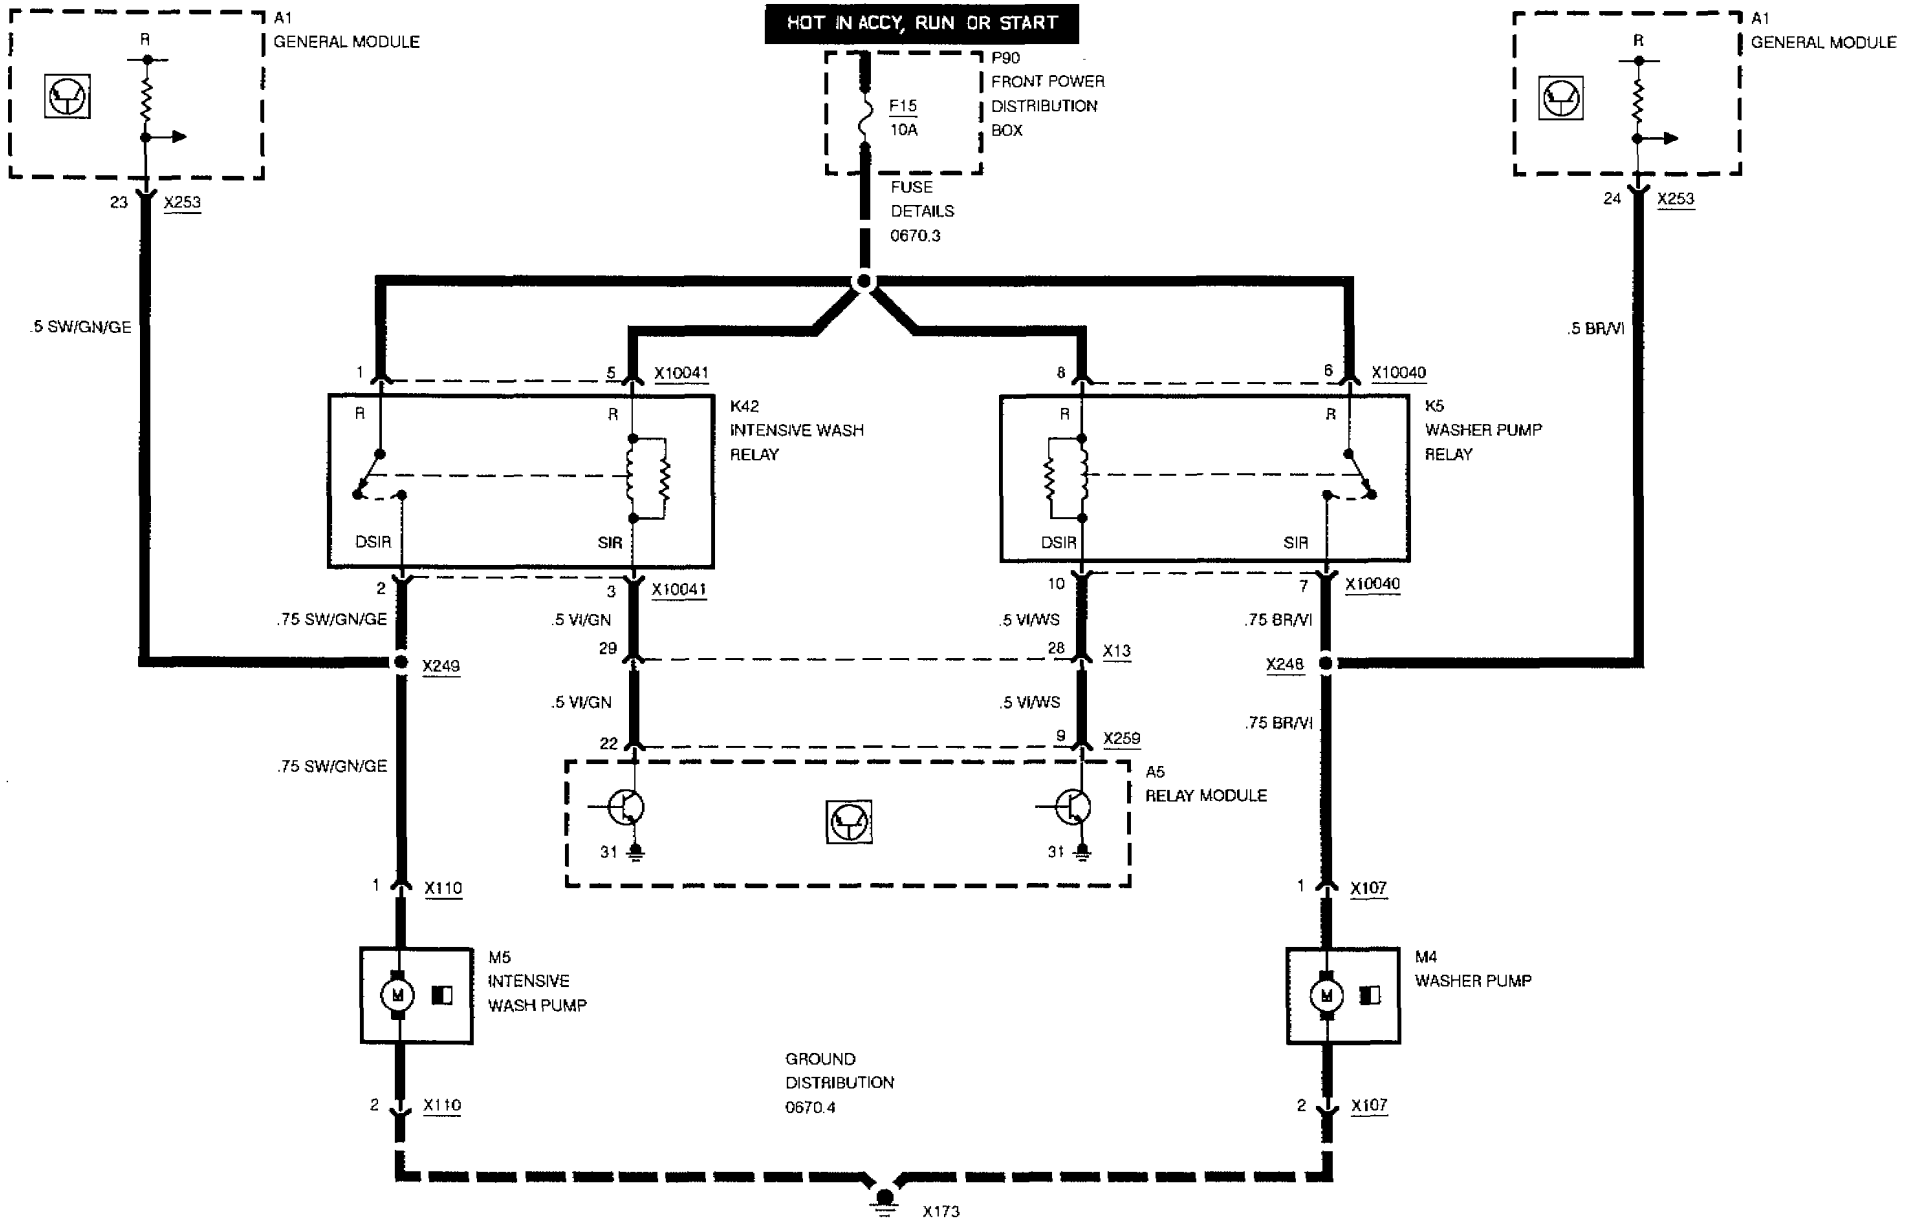 HOT IN ACCY, RUN OR START
A1
GENERAL MODULE
R
23 X253
.5 SW/GN/GE
P90
FRONT POWER
DISTRIBUTION
BOX
F15
10A
FUSE
DETAILS
0670.3
A1
GENERAL MODULE
R
24 X253
.5 BR/VI
1 5 X10041
R R
K42
INTENSIVE WASH
RELAY
DSIR SIR
2 3 X10041
.75 SW/GN/GE .5 VI/GN
8 6 X10040
R R
K5
WASHER PUMP
RELAY
DSIR SIR
10 7 X10040
.5 VI/WS .75 BR/VI
29 28 X13
X249
X248
.5 VI/GN .5 VI/WS
.75 BR/VI
22 9 X259
.75 SW/GN/GE
A5
RELAY MODULE
31 31
1 X110
M5
INTENSIVE
WASH PUMP
M
2 X110
1 X107
M4
WASHER PUMP
M
2 X107
GROUND
DISTRIBUTION
0670.4
X173